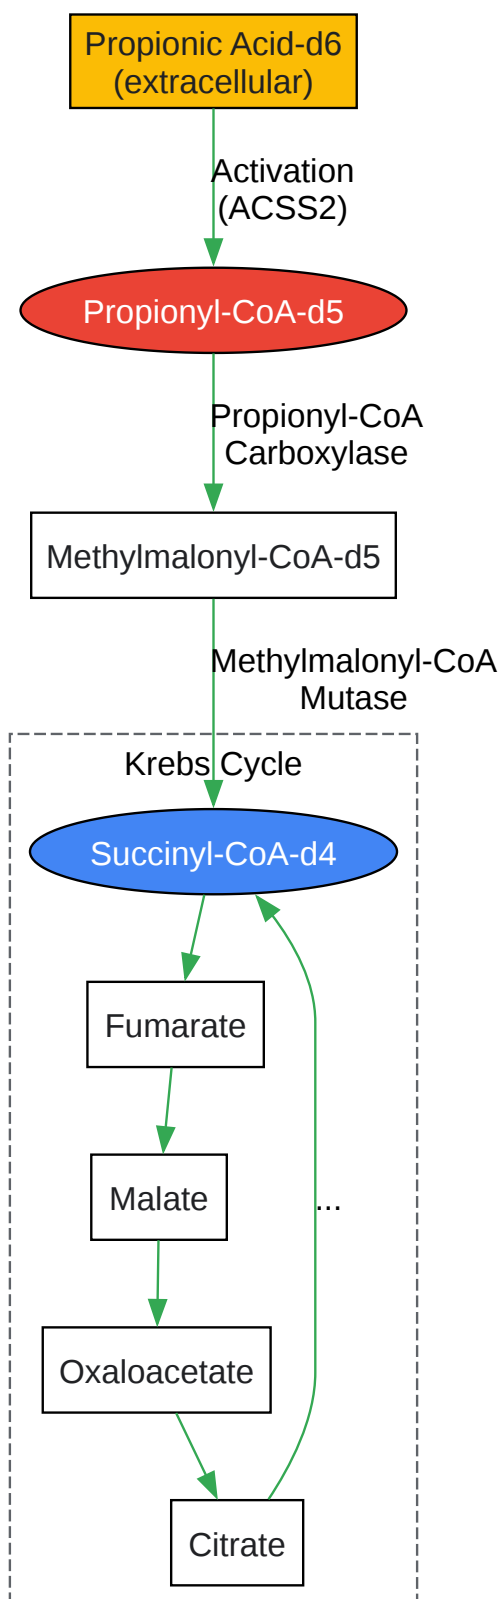 Propionic Acid-d6
(extracellular)
Activation
(ACSS2)
Propionyl-CoA-d5
Propionyl-CoA
Carboxylase
Methylmalonyl-CoA-d5
Methylmalonyl-CoA
Mutase
Krebs Cycle
Succinyl-CoA-d4
Fumarate
Malate
...
Oxaloacetate
Citrate